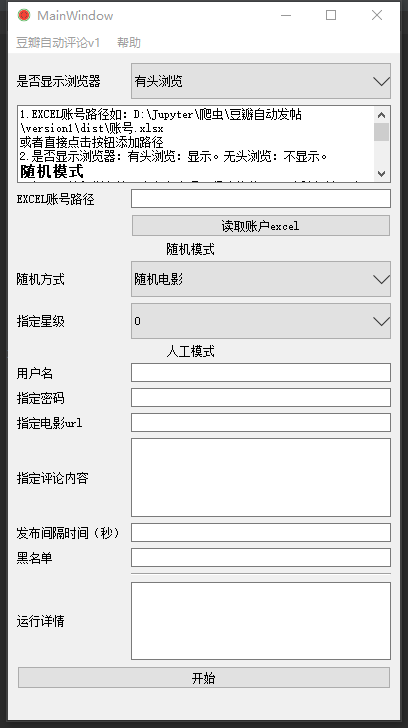 MainWindow
豆瓣自动评论v1 帮助
是否显示浏览器 有头浏览
1.EXCEL账号路径如：D:\Jupyter\爬虫\豆瓣自动发帖
\version1\dist\账号.xlsx
或者直接点击按钮添加路径
2.是否显示浏览器：有头浏览：显示。无头浏览：不显示。
随机模式
EXCEL账号路径
读取账户excel
随机模式
随机方式 随机电影
指定星级 0
人工模式
用户名
指定密码
指定电影url
指定评论内容
发布间隔时间（秒）
黑名单
运行详情
开始